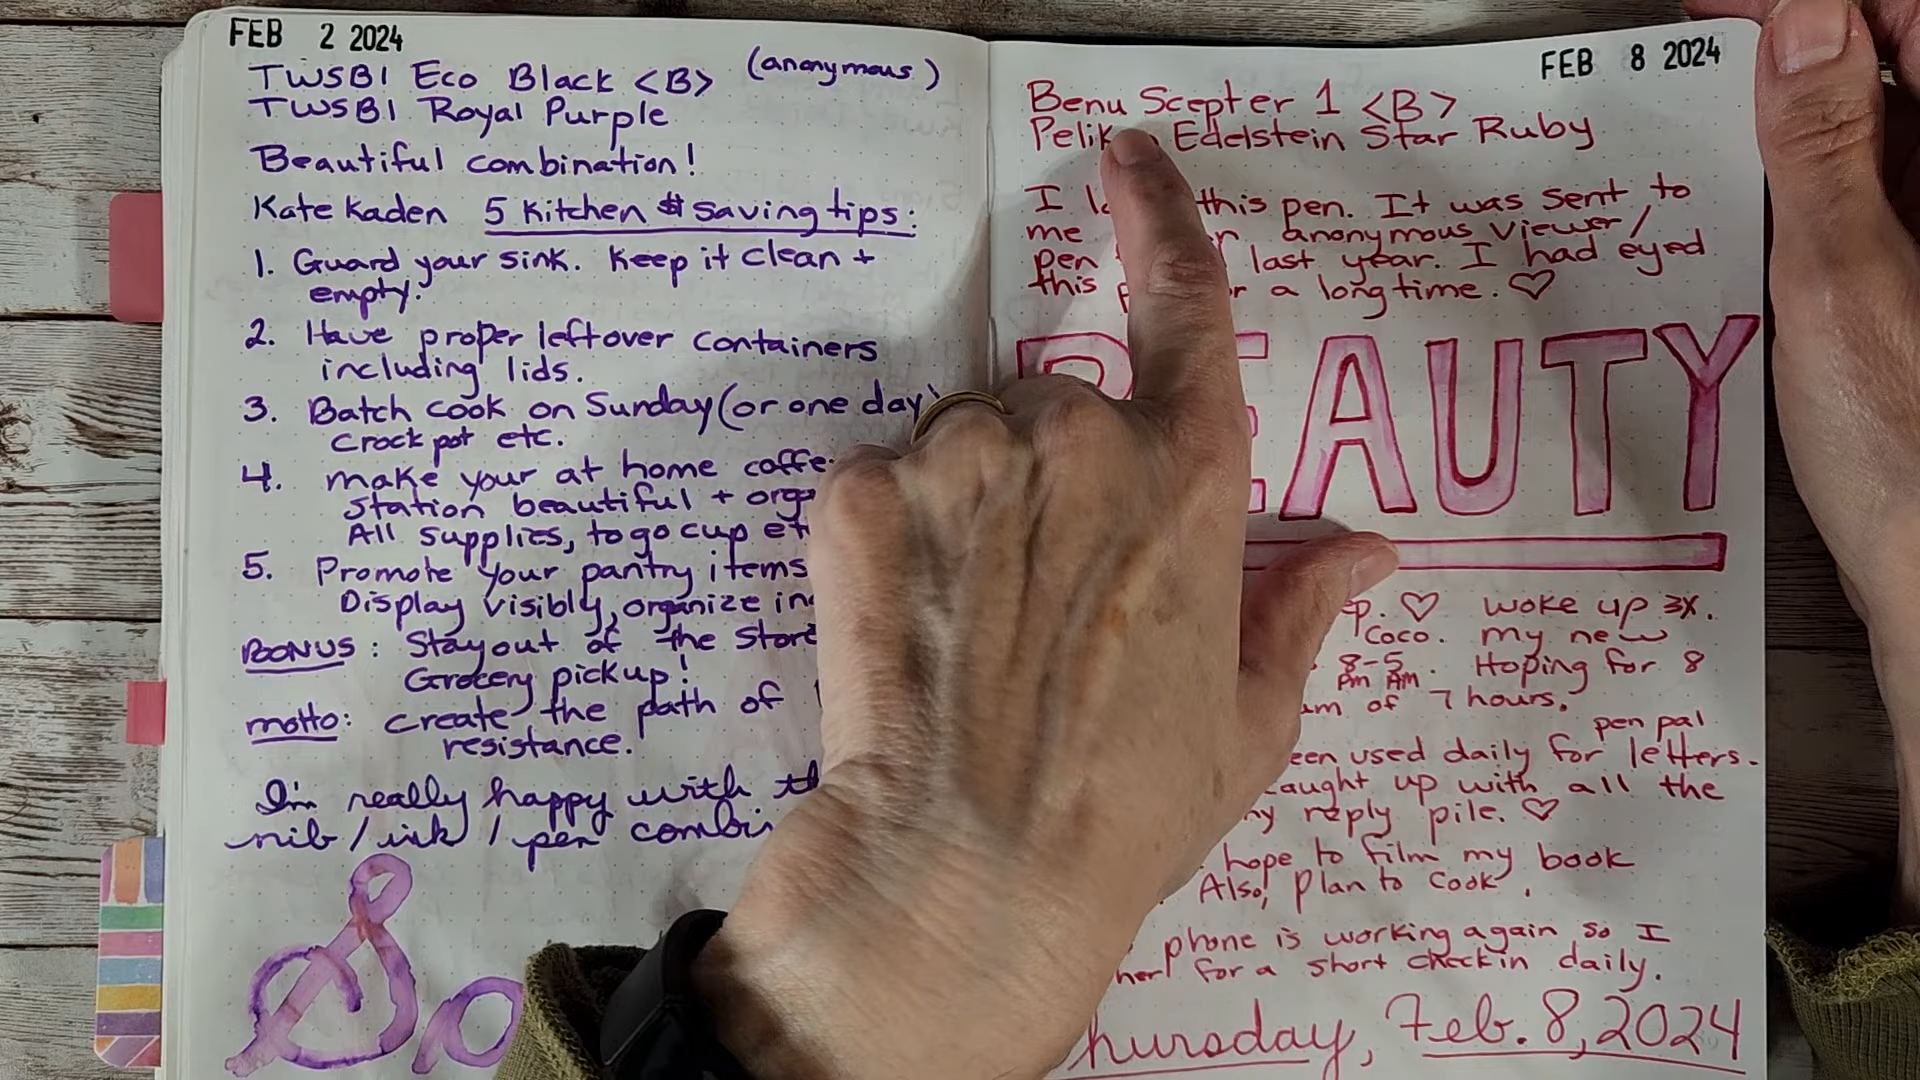 FEB 2 2024
TWSBI Eco Black <B> (anonymous)
TWSBI Royal Purple
Beautiful combination!
Kate Kaden 5 Kitchen $ saving tips:
1. Guard your sink. Keep it clean +
empty.
2. Have proper leftover containers
including lids.
3. Batch cook on Sunday (or one day)
Crock pot etc.
4. make your at home
station beautiful +
All supplies, to go cup
5. Promote your pantry items
Display visibly, organize
BONUS: Stay out of the
Grocery pickup!
motto: create the path of
resistance.
I'm really happy with
nib / ink / pen
So
FEB 8 2024
Benu Scepter 1 <B>
Edelstein Star Ruby
I this pen. It was sent to
me anonymous viewer/
pen last year. I had eyed
this a long time. ♡
BEAUTY
♡ woke up 3x.
Coco. my new
8-5 Hoping for 8
pm Am
of 7 hours.
pen pal
used daily for letters.
caught up with all the
reply pile. ♡
hope to film my book
Also, plan to cook.
phone is working again so I
for a short check in daily.
Feb. 8, 2024